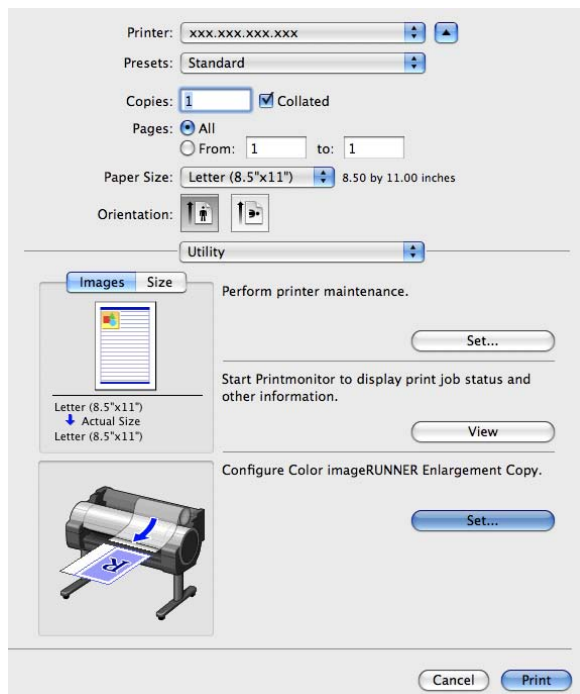 Printer: xxx.xxx.xxx.xxx
Presets: Standard
Copies: 1 Collated
Pages: All
From: 1 to: 1
Paper Size: Letter (8.5"x11") 8.50 by 11.00 inches
Orientation:
Utility
Images Size
Letter (8.5"x11")
Actual Size
Letter (8.5"x11")
Perform printer maintenance.
Set...
Start Printmonitor to display print job status and
other information.
View
Configure Color imageRUNNER Enlargement Copy.
Set...
R
Cancel Print